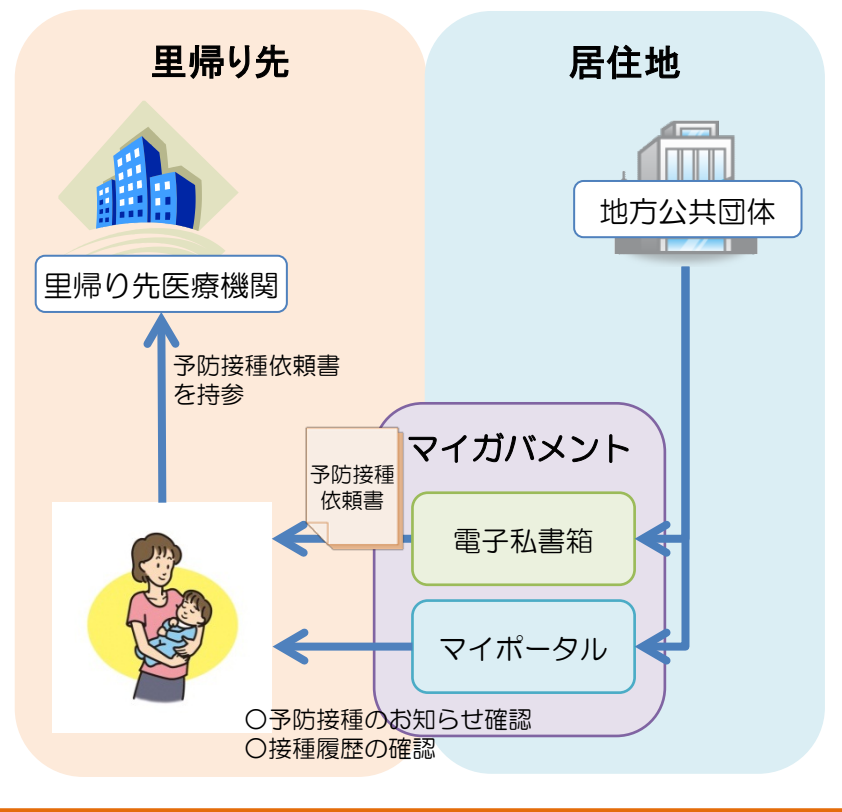 里帰り先
居住地
地方公共団体
里帰り先医療機関
予防接種依頼書
を持参
マイガバメント
予防接種
依頼書
電子私書箱
マイポータル
〇予防接種のお知らせ確認
〇接種履歴の確認